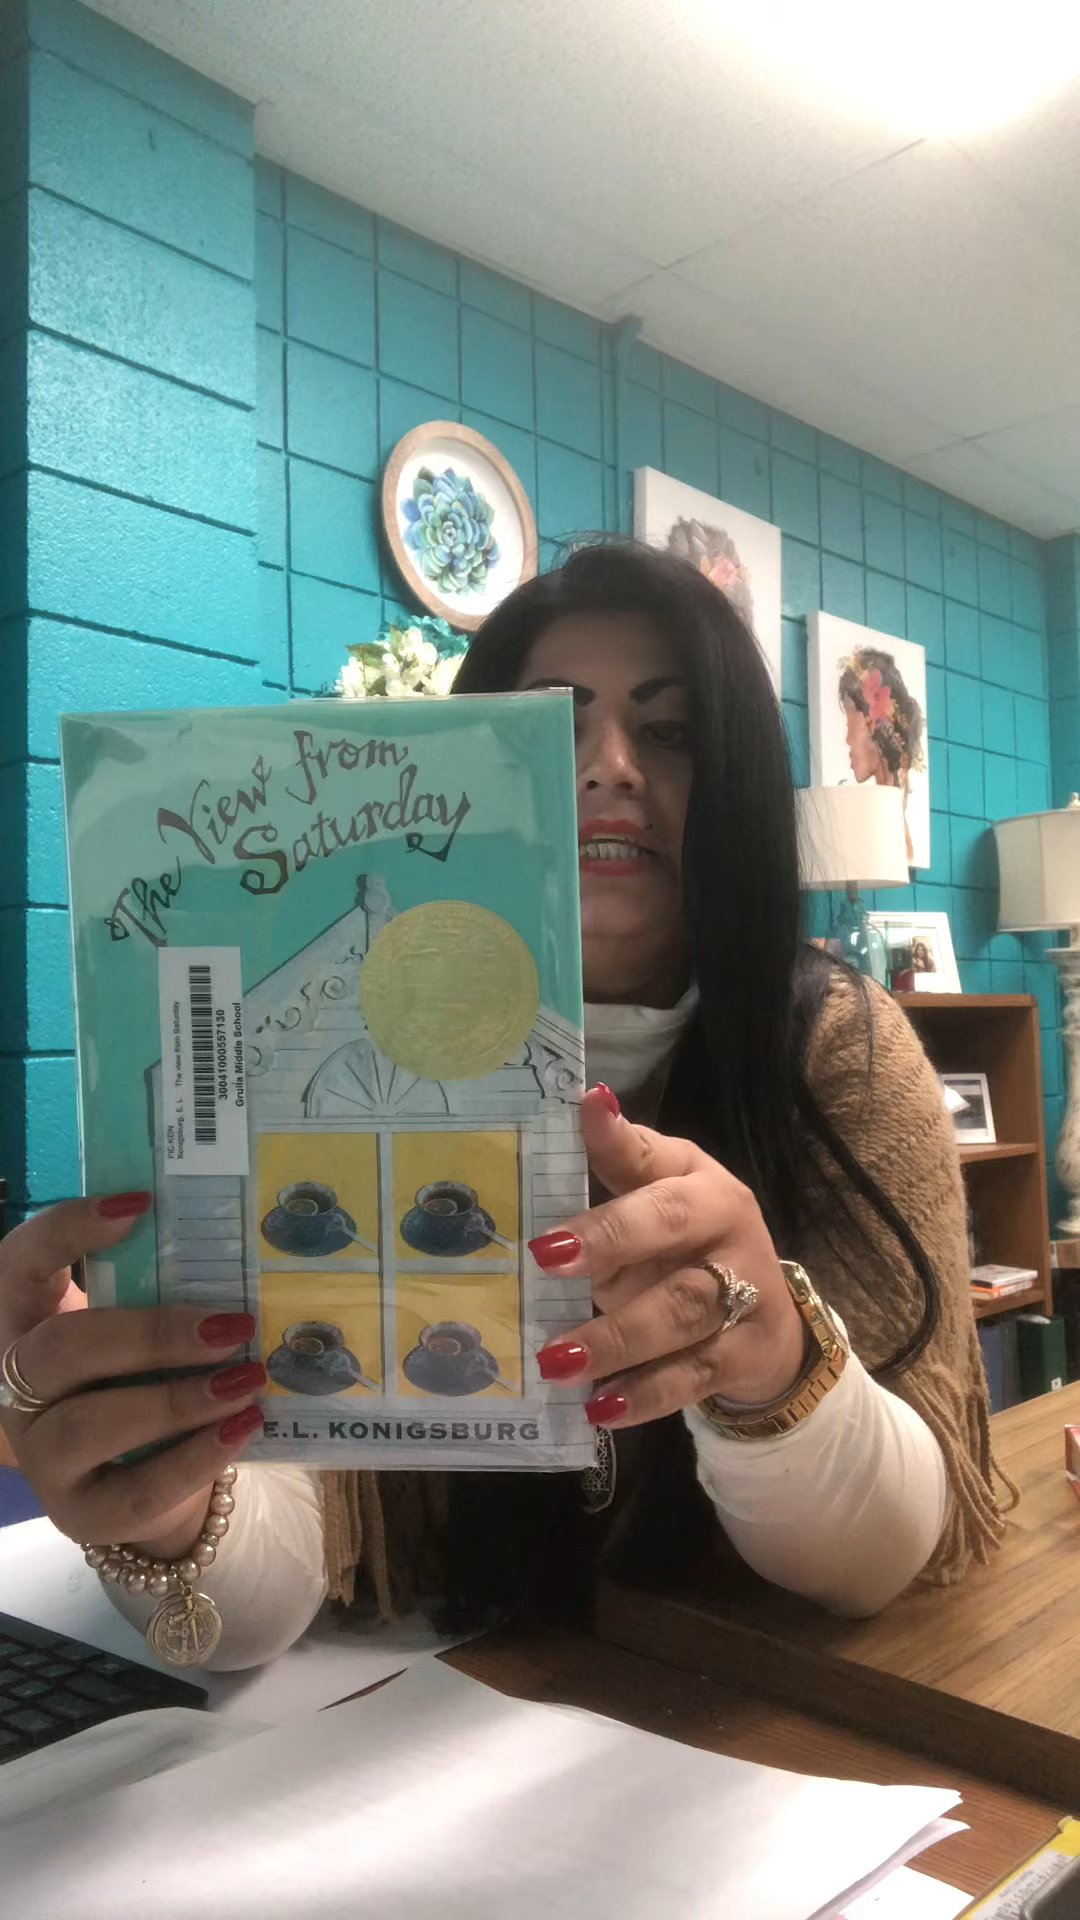 The View from
Saturday
FIC KON
Konigsburg, E. L. The view from Saturday
30041000557130
Grulla Middle School
E.L. KONIGSBURG